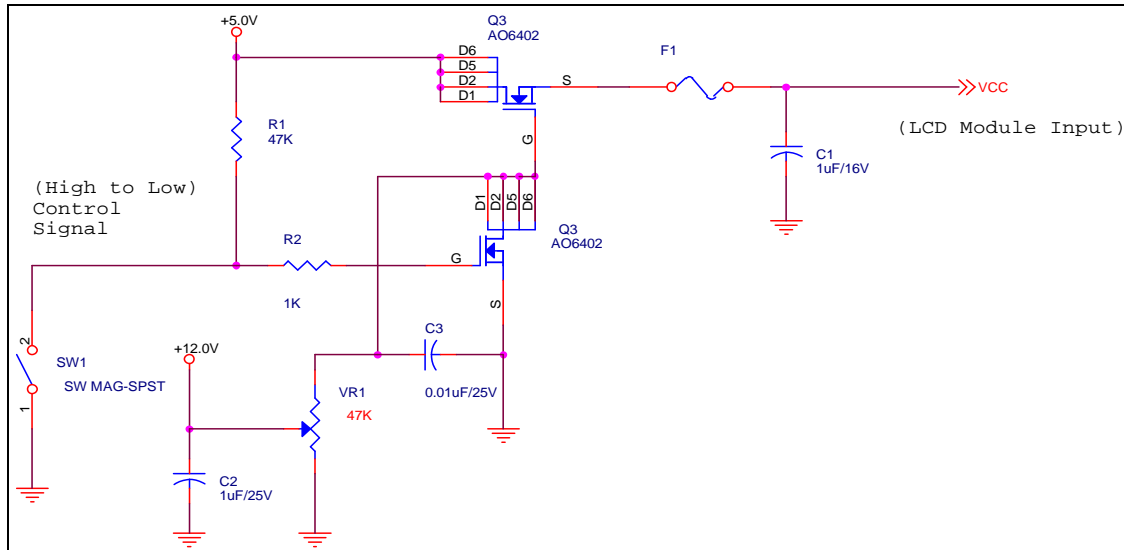 +5.0V
Q3
AO6402
D6
D5
D2
D1
S
G
F1
VCC
(LCD Module Input)
R1
47K
C1
1uF/16V
(High to Low)
Control
Signal
D1
D2
D5
D6
Q3
AO6402
R2
1K
G
S
2
SW1
SW MAG-SPST
1
+12.0V
C3
0.01uF/25V
VR1
47K
C2
1uF/25V